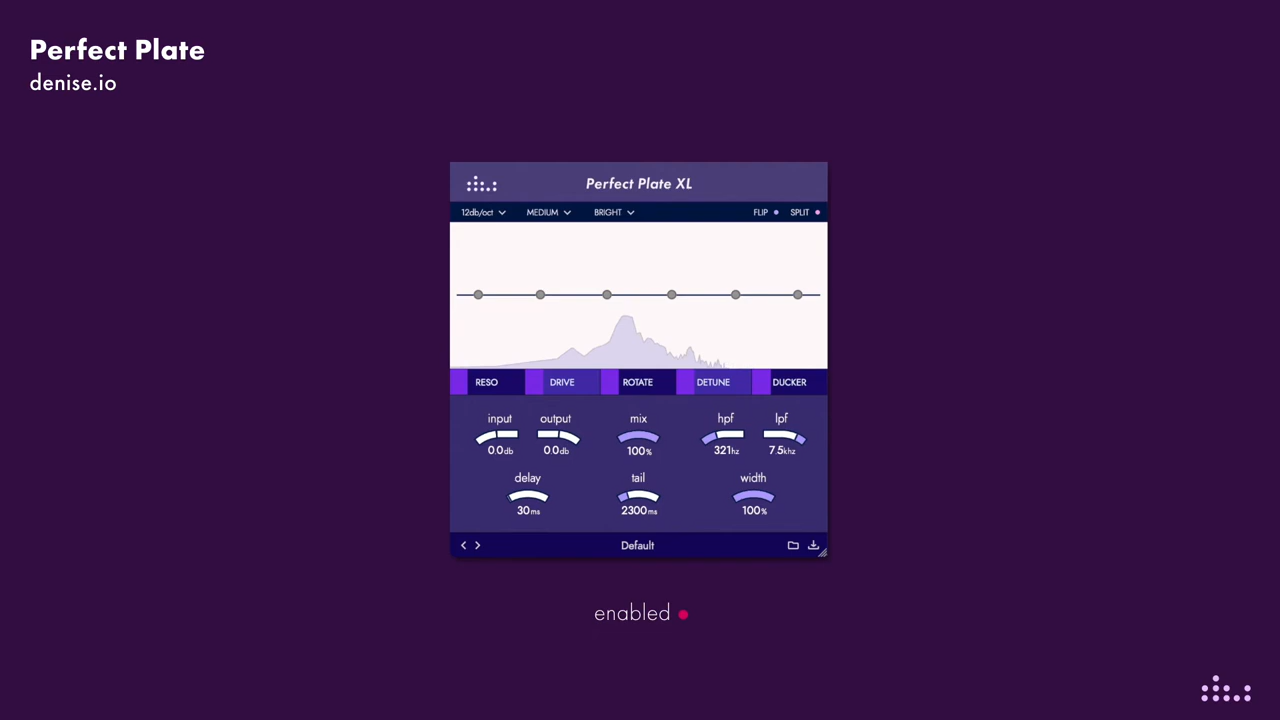 Perfect Plate
denise.io
Perfect Plate XL
12db/oct MEDIUM BRIGHT FLIP SPLIT
RESO DRIVE ROTATE DETUNE DUCKER
input output mix hpf lpf
0.0db 0.0db 100% 321hz 7.5khz
delay tail width
30ms 2300ms 100%
Default
enabled